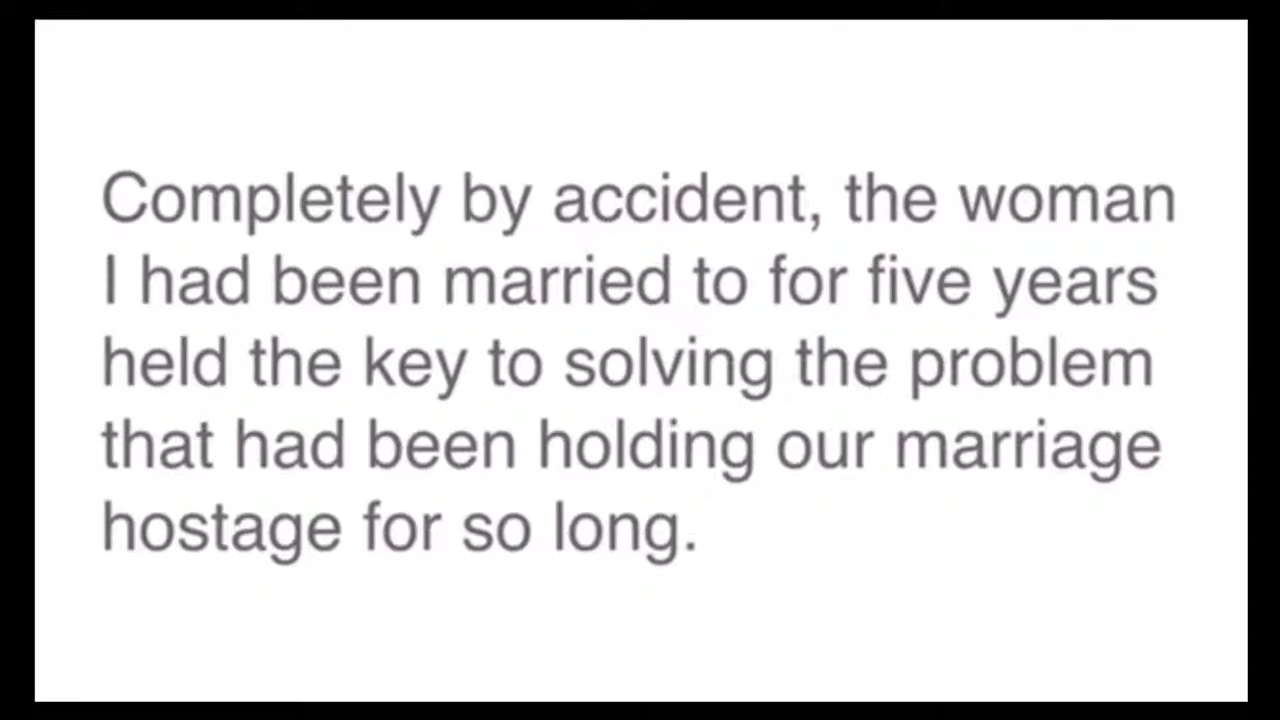 Completely by accident, the woman
I had been married to for five years
held the key to solving the problem
that had been holding our marriage
hostage for so long.